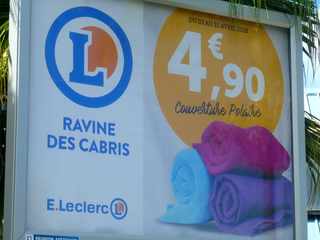 L
RAVINE
DES CABRIS
E.Leclerc L
4€,90
Couverture Polaire